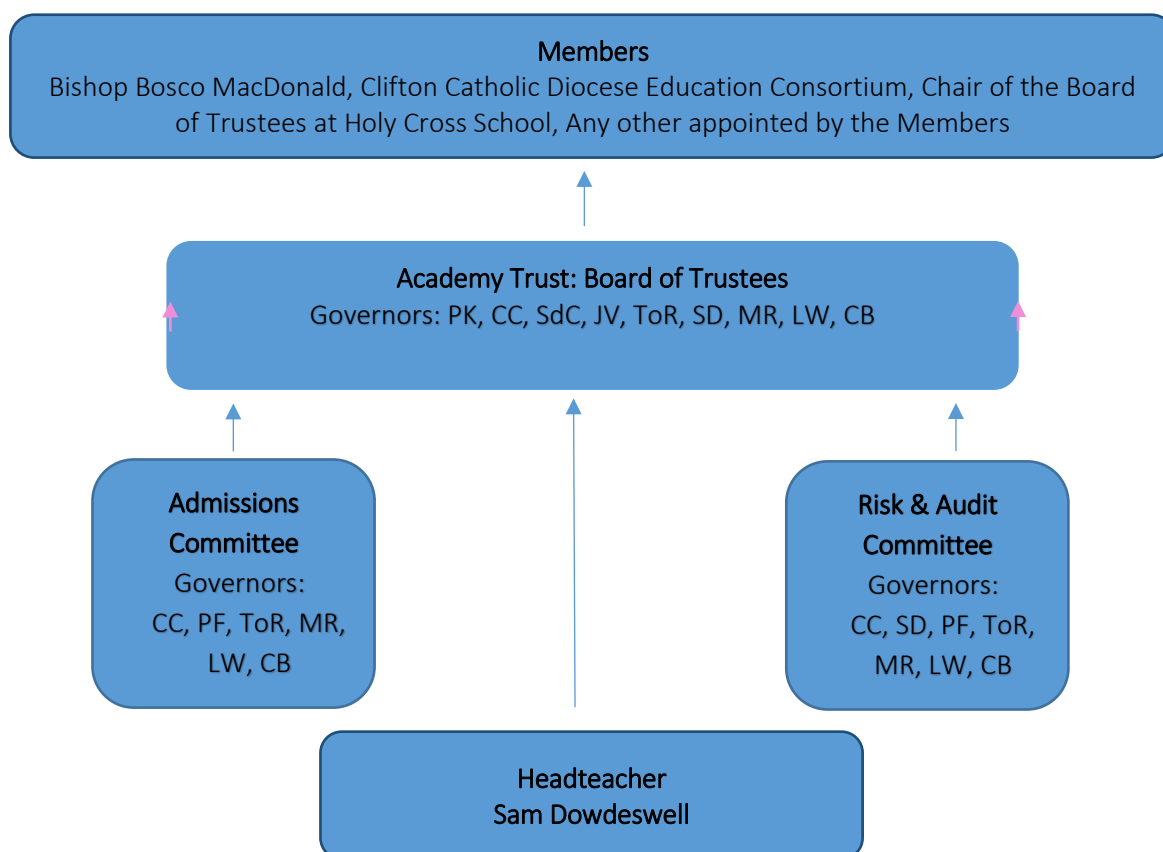 Members
Bishop Bosco MacDonald, Clifton Catholic Diocese Education Consortium, Chair of the Board
of Trustees at Holy Cross School, Any other appointed by the Members
Academy Trust: Board of Trustees
Governors: PK, CC, SdC, JV, ToR, SD, MR, LW, CB
Admissions
Committee
Governors:
CC, PF, ToR, MR,
LW, CB
Risk & Audit
Committee
Governors:
CC, SD, PF, ToR,
MR, LW, CB
Headteacher
Sam Dowdeswell